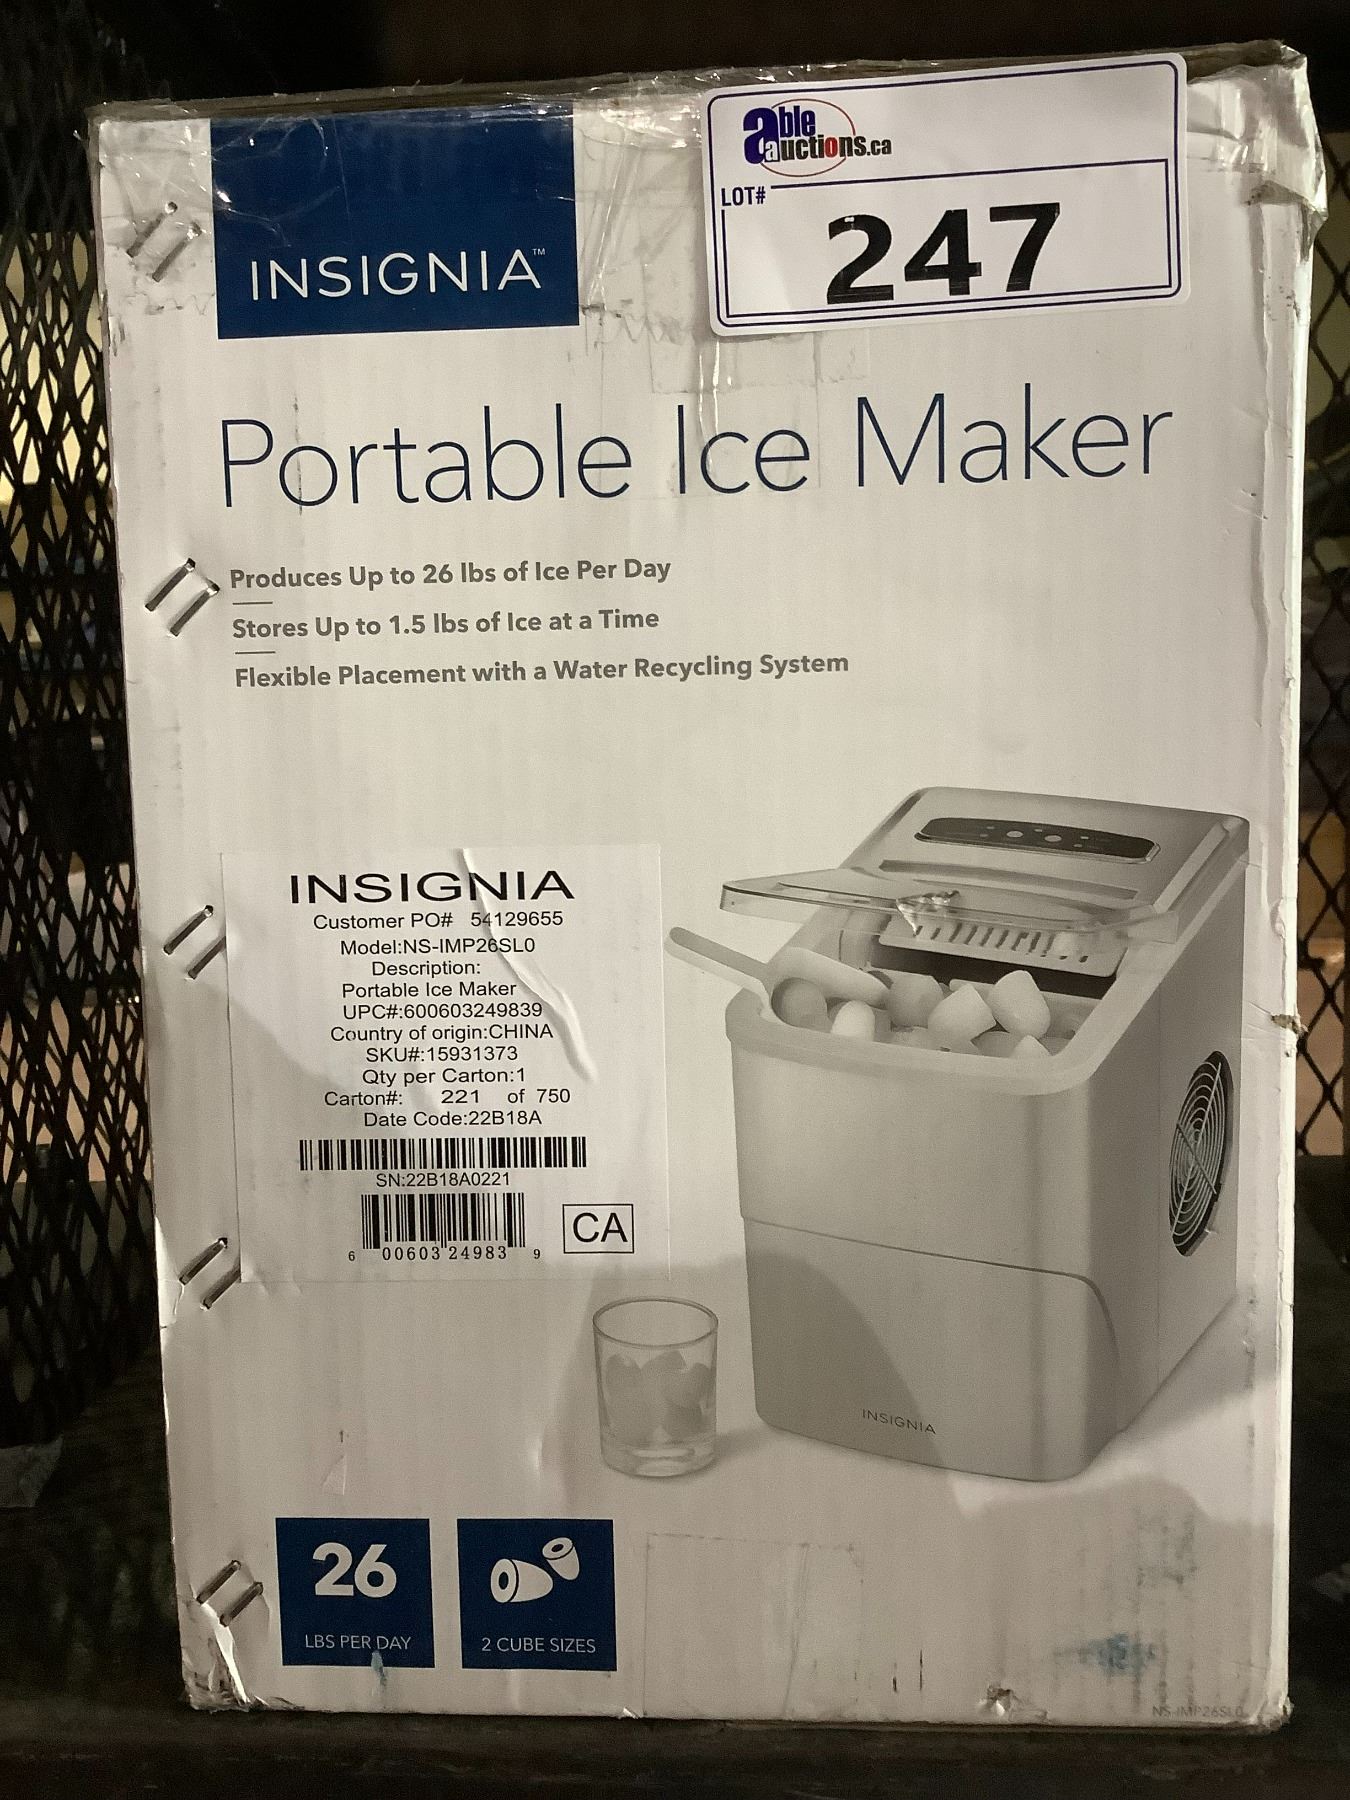 able
auctions.ca
LOT#
247
INSIGNIA™
Portable Ice Maker
Produces Up to 26 lbs of Ice Per Day
Stores Up to 1.5 lbs of Ice at a Time
Flexible Placement with a Water Recycling System
INSIGNIA
Customer PO# 54129655
Model:NS-IMP26SL0
Description:
Portable Ice Maker
UPC#:600603249839
Country of origin:CHINA
SKU#:15931373
Qty per Carton:1
Carton#: 221 of 750
Date Code:22B18A
SN:22B18A0221
CA
6 00603 24983 9
INSIGNIA
26
LBS PER DAY
2 CUBE SIZES
NS-IMP26SL0